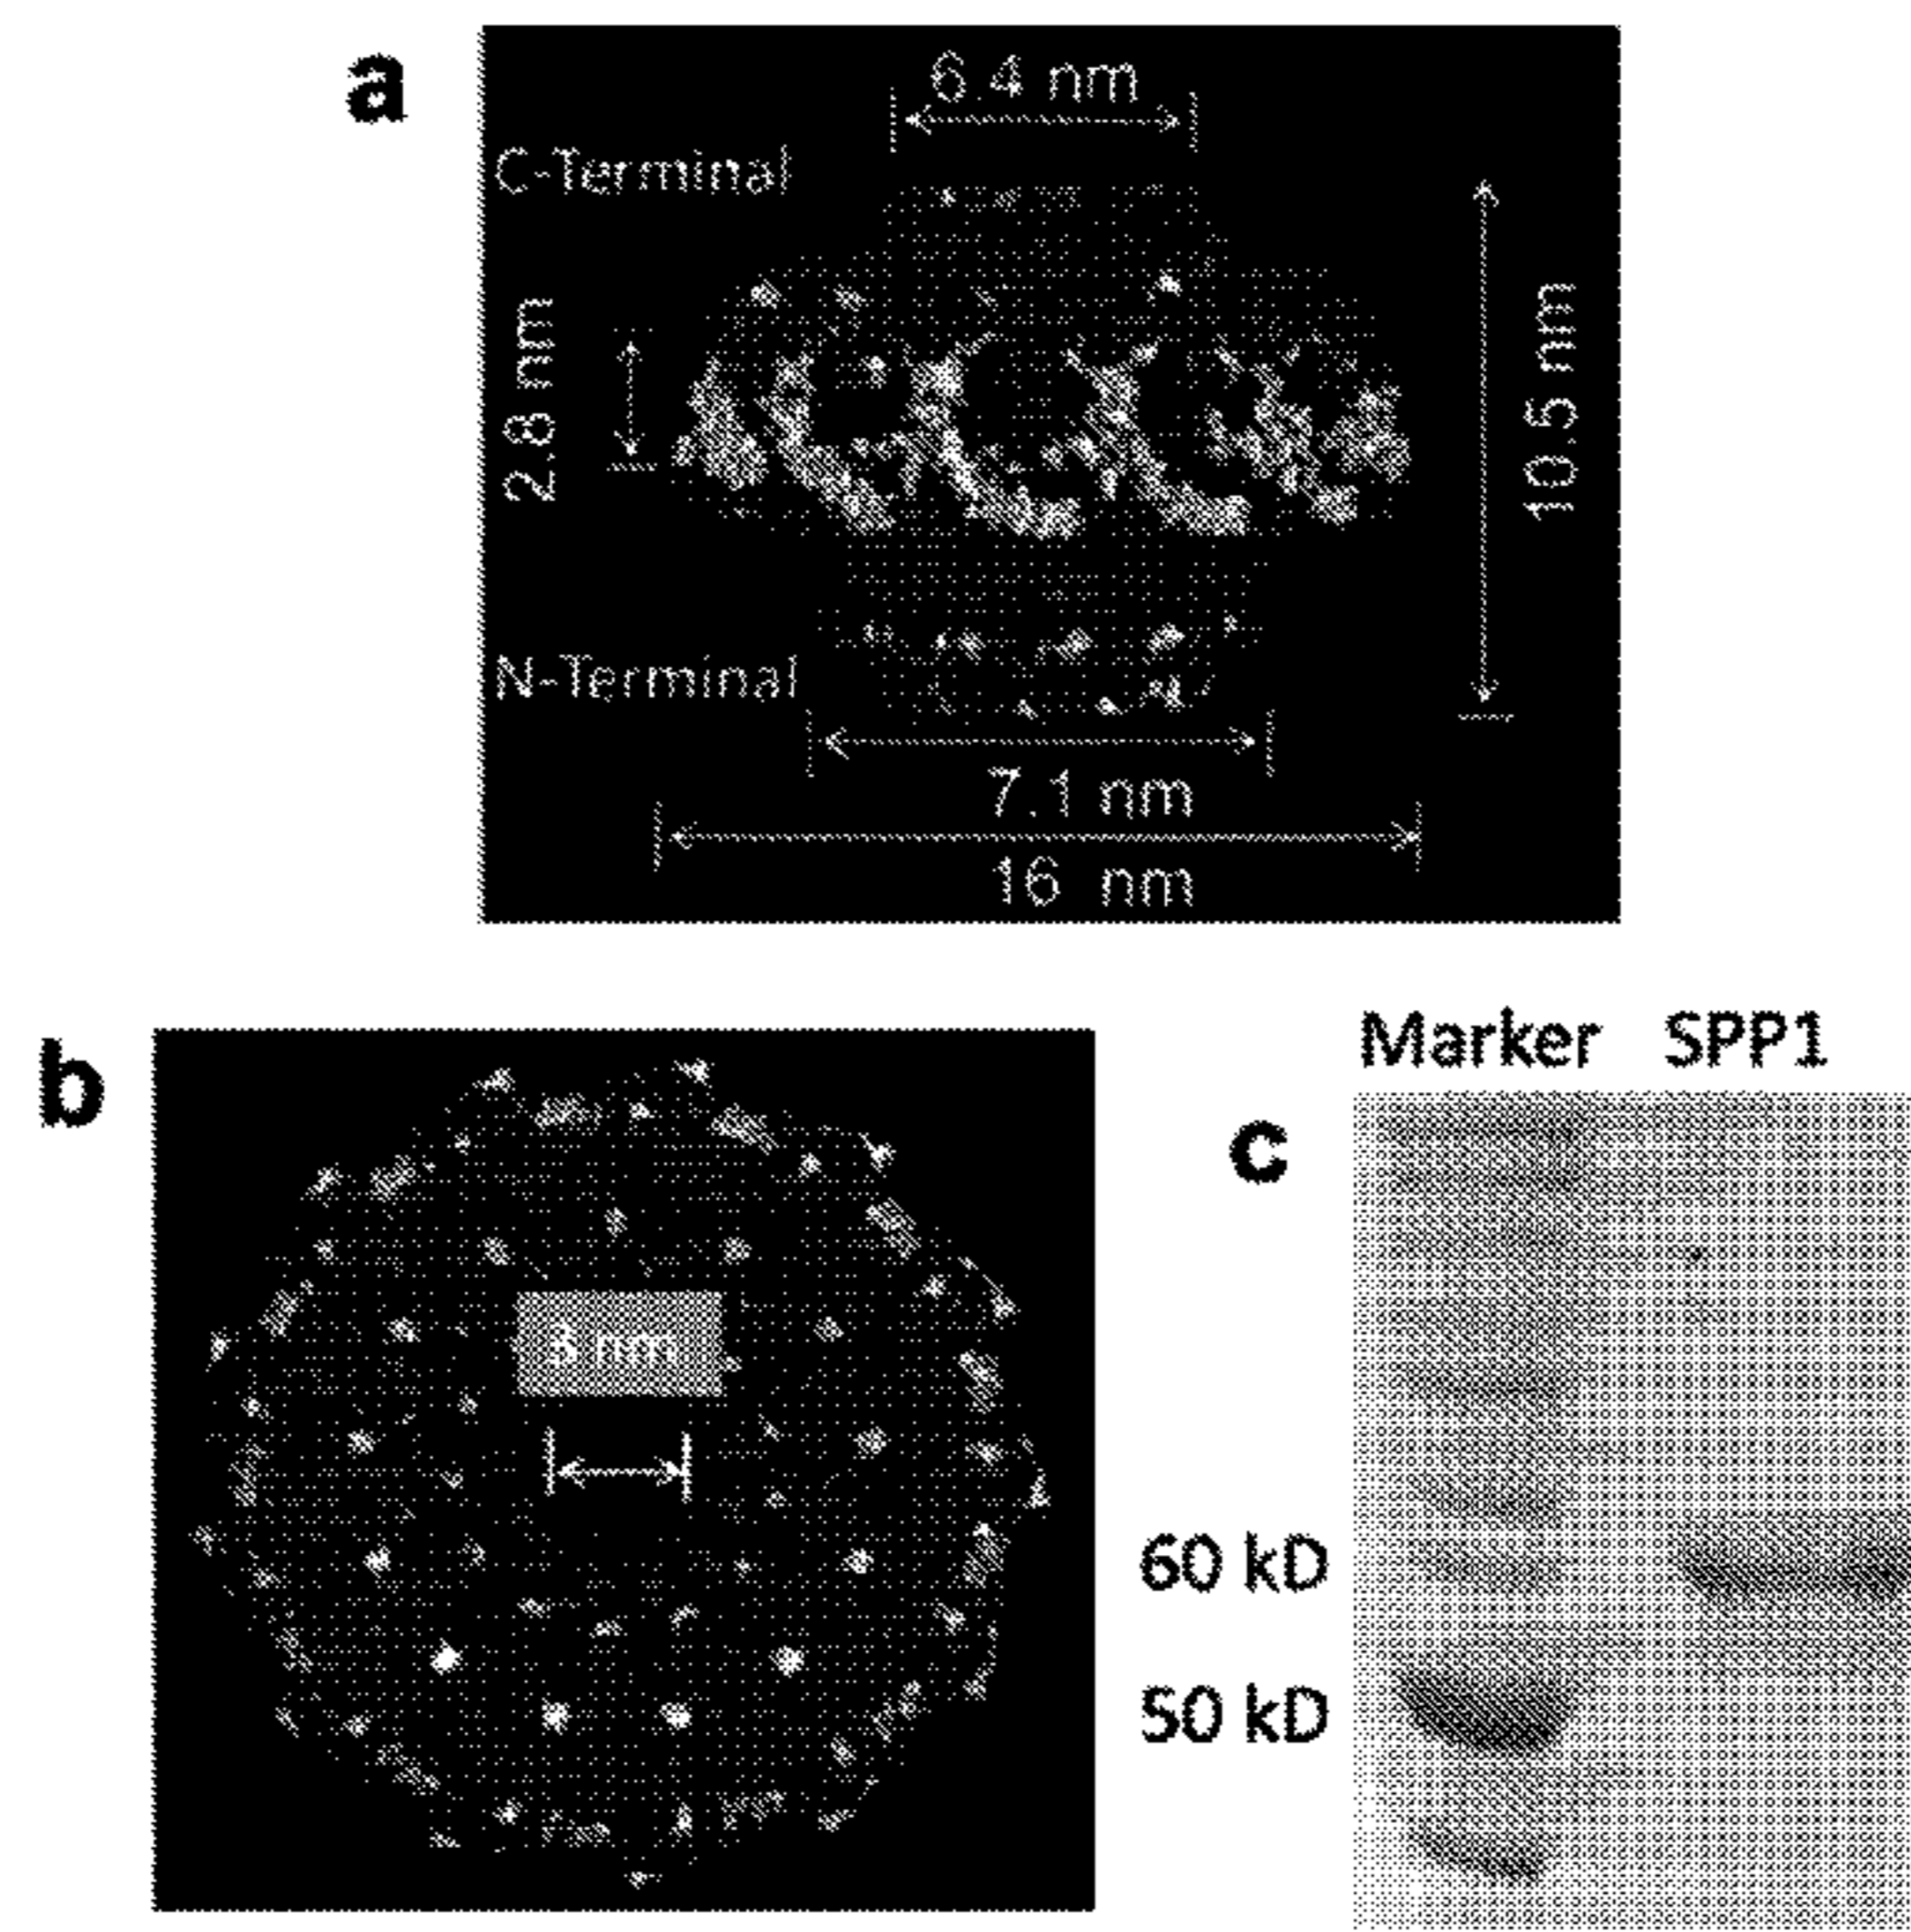 a
6.4 nm
C-Terminal
2.8 nm
10.5 nm
N-Terminal
7.1 nm
16 nm
b
3 nm
Marker SPP1
c
60 kD
50 kD